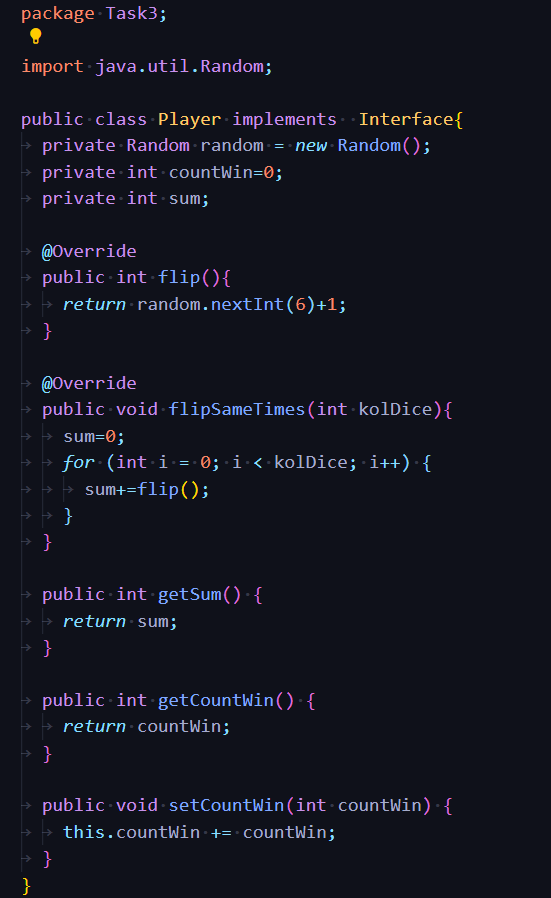 package Task3;
import java.util.Random;
public class Player implements  Interface{
private Random random = new Random();
private int countWin=0;
private int sum;
@Override
public int flip(){
return random.nextInt(6)+1;
}
@Override
public void flipSameTimes(int kolDice){
sum=0;
for (int i = 0; i < kolDice; i++) {
sum+=flip();
}
}
public int getSum() {
return sum;
}
public int getCountWin() {
return countWin;
}
public void setCountWin(int countWin) {
this.countWin += countWin;
}
}